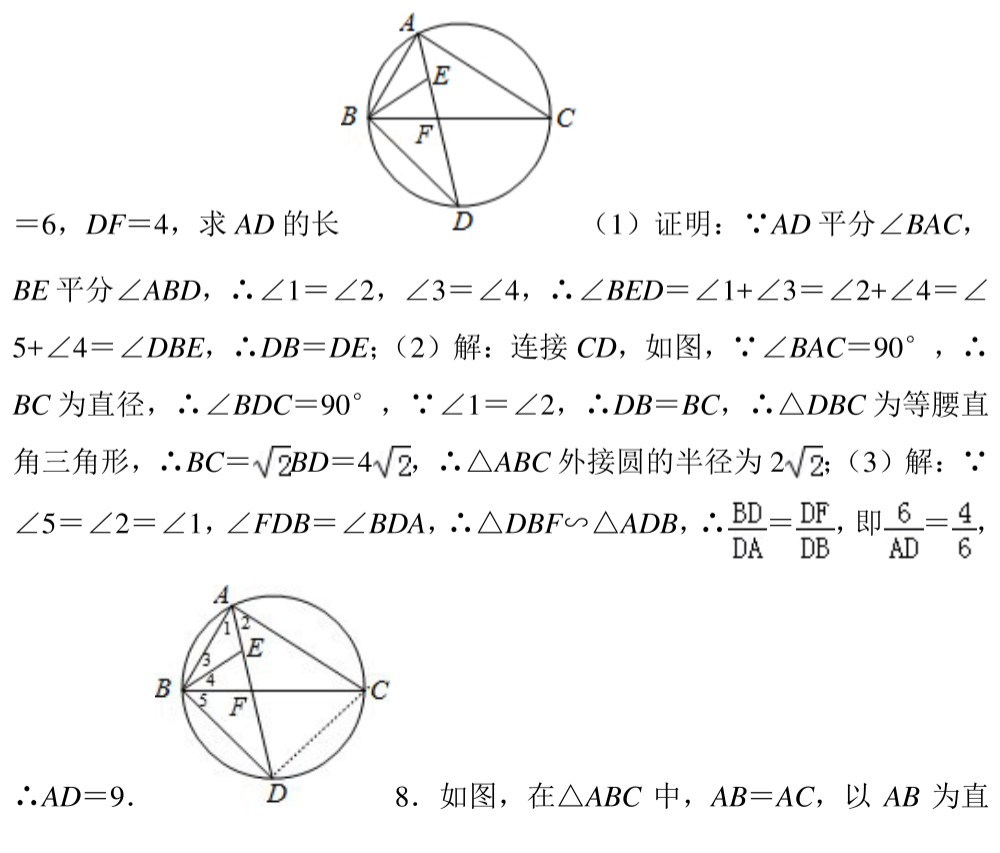 A
E
B
C
F
D
=6，DF=4，求 AD 的长 （1）证明：∵AD 平分∠BAC，
BE 平分∠ABD，∴∠1=∠2，∠3=∠4，∴∠BED=∠1+∠3=∠2+∠4=∠
5+∠4=∠DBE，∴DB=DE；（2）解：连接 CD，如图，∵∠BAC=90°，∴
BC 为直径，∴∠BDC=90°，∵∠1=∠2，∴DB=BC，∴△DBC 为等腰直
角三角形，∴BC=√2BD=4√2，∴△ABC 外接圆的半径为 2√2；（3）解：∵
∠5=∠2=∠1，∠FDB=∠BDA，∴△DBF∽△ADB，∴BD/DA=DF/DB，即6/AD=4/6，
A
1 2
E
3
4
B
C
5
F
D
∴AD=9． 8．如图，在△ABC 中，AB=AC，以 AB 为直